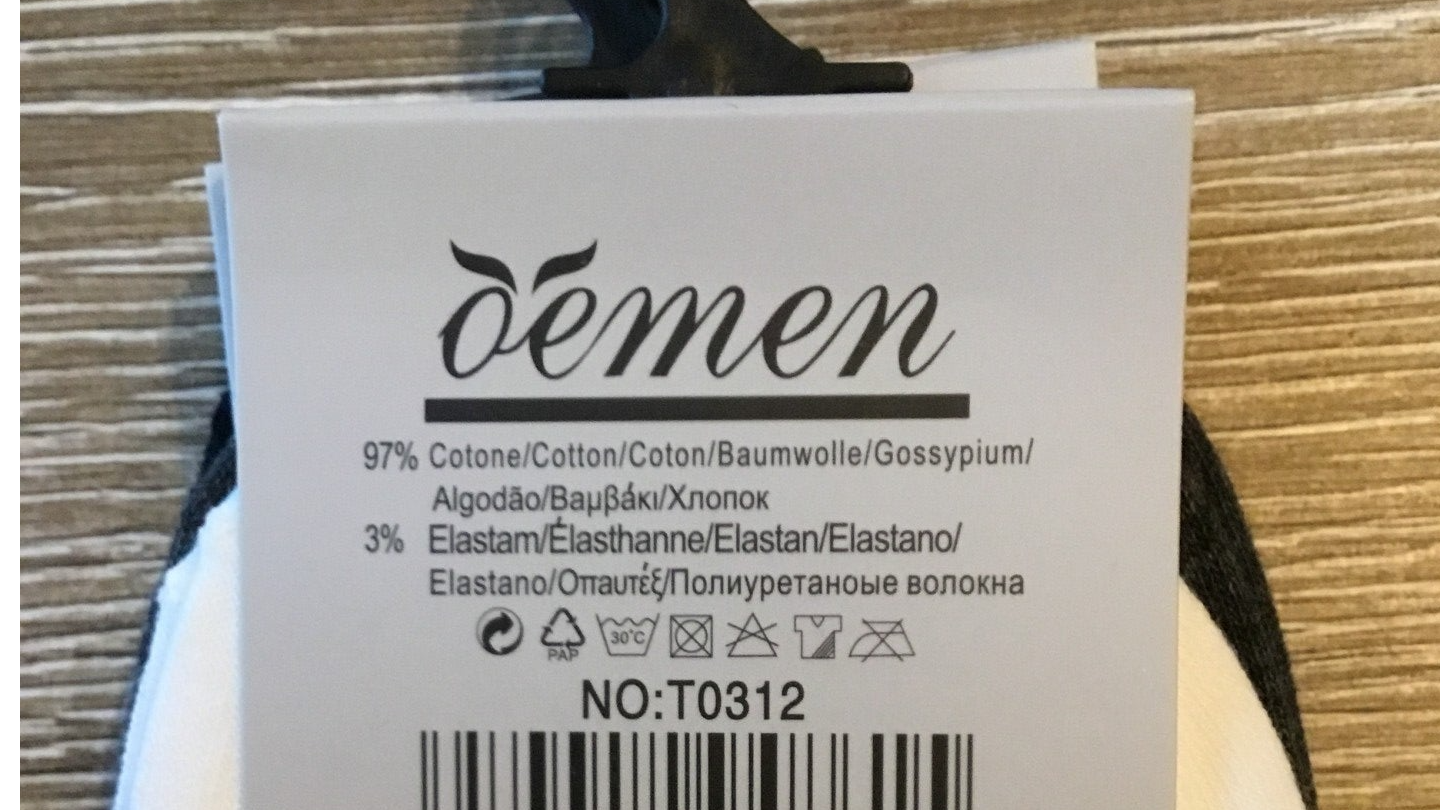 öemen
97% Cotone/Cotton/Coton/Baumwolle/Gossypium/
Algodão/Βαμβάκι/Хлопок
3% Elastam/Élasthanne/Elastan/Elastano/
Elastano/Οπαυτέξ/Полиуретаноые волокна
PAP 30°C
NO:T0312